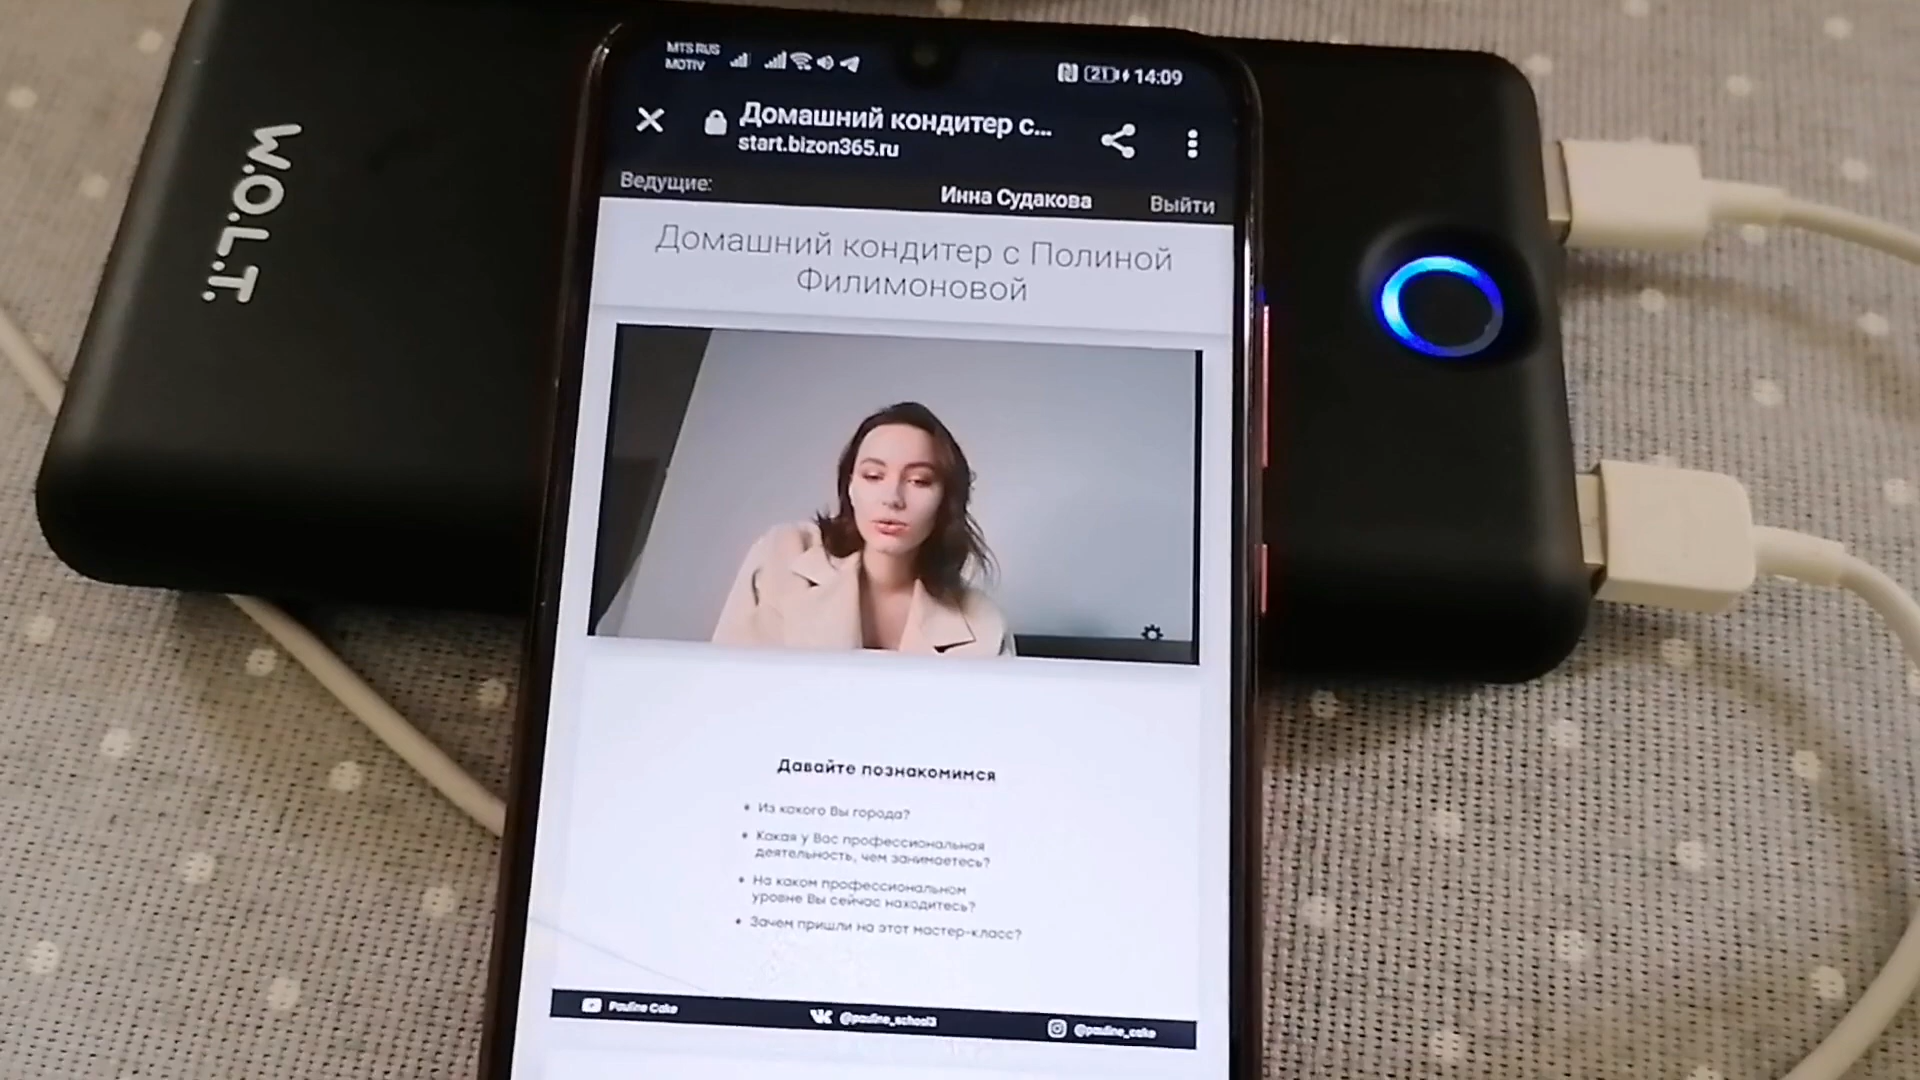 W.O.L.T.
MTS RUS
MOTIV
21
14:09
Домашний кондитер с...
start.bizon365.ru
Ведущие:
Инна Судакова
Выйти
Домашний кондитер с Полиной
Филимоновой
Давайте познакомимся
• Из какого Вы города?
• Какая у Вас профессиональная
деятельность, чем занимаетесь?
• На каком профессиональном
уровне Вы сейчас находитесь?
• Зачем пришли на этот мастер-класс?
Pauline Cake
@pauline_school3
@pauline_cake